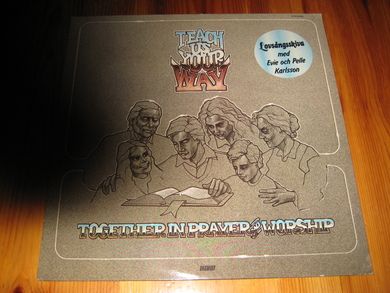 TEACH
US
YOUR
WAY
Lovsångsskiva
med
Evie och Pelle
Karlsson
TOGETHER IN PRAYER & WORSHIP